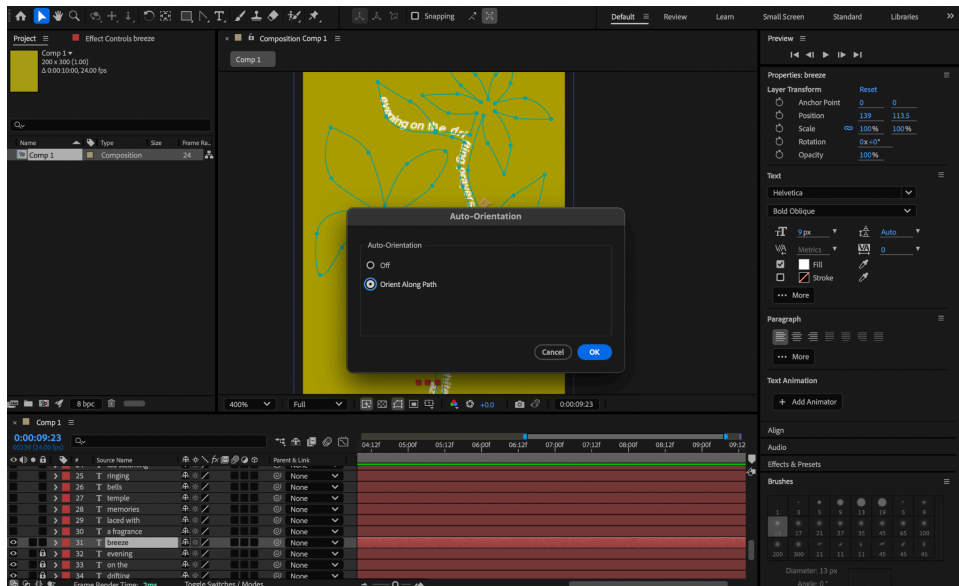 Snapping
Default
Review
Learn
Small Screen
Standard
Libraries
Project
Effect Controls breeze
Composition Comp 1
Preview
Comp 1
200 x 300 (1.00)
Δ 0:00:10:00, 24.00 fps
Comp 1
Name
Type
Size
Frame Ra..
Comp 1
Composition
24
8 bpc
evening on the
prayers
Auto-Orientation
Auto-Orientation
Off
Orient Along Path
Cancel
OK
400%
Full
+0.0
0:00:09:23
Properties: breeze
Layer Transform
Reset
Anchor Point
0
0
Position
139
113.5
Scale
100%
100%
Rotation
0x+0°
Opacity
100%
Text
Helvetica
Bold Oblique
9 px
Auto
Metrics
0
Fill
Stroke
More
Paragraph
More
Text Animation
+ Add Animator
Align
Audio
Effects & Presets
Brushes
1 3 5 9 13 19 5 9
17 21 27 35 45 65 100
200 300 11 11 45 45
Diameter: 13 px
Angle: 0°
Comp 1
0:00:09:23
#
Source Name
Parent & Link
04:12f
05:00f
05:12f
06:00f
06:12f
07:00f
07:12f
08:00f
08:12f
09:00f
09:12
25 T ringing None
26 T bells None
27 T temple None
28 T memories None
29 T laced with None
30 T a fragrance None
31 T breeze None
32 T evening None
33 T on the None
34 T drifting None
Frame Render Time: 2ms
Toggle Switches / Modes